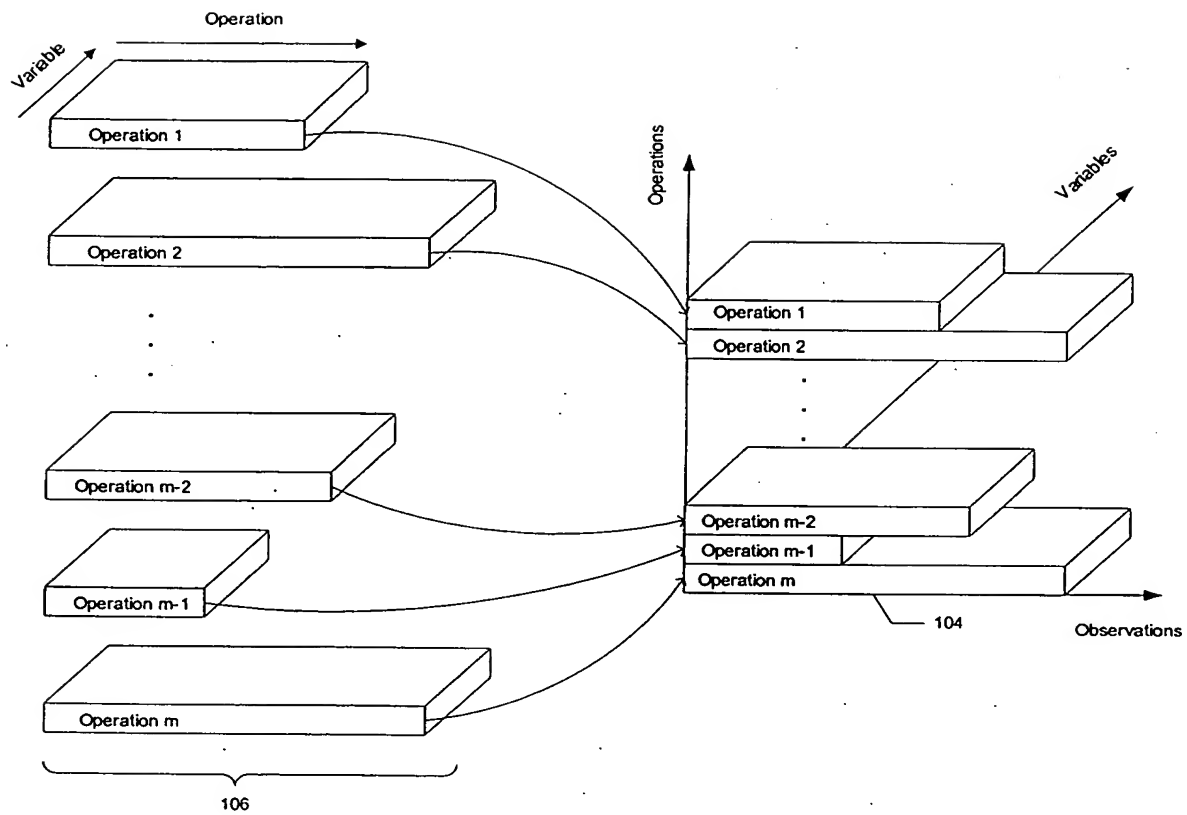 Operation
Variable
Operation 1
Operation 2
Operation m-2
Operation m-1
Operation m
106
Operations
Variables
Operation 1
Operation 2
Operation m-2
Operation m-1
Operation m
104
Observations